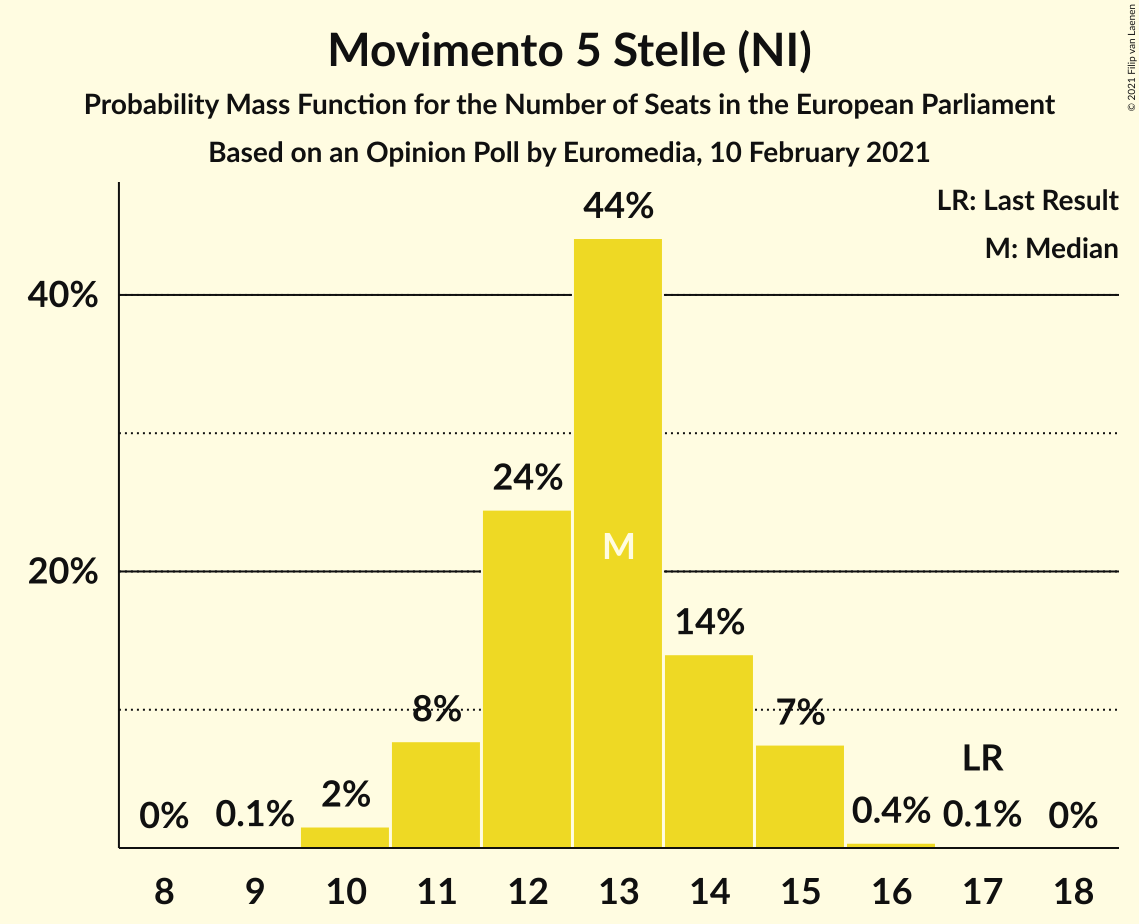 Movimento 5 Stelle (NI)
Probability Mass Function for the Number of Seats in the European Parliament
Based on an Opinion Poll by Euromedia, 10 February 2021
© 2021 Filip van Laenen
LR: Last Result
M: Median
44%
40%
24%
M
20%
14%
8%
7%
LR
2%
0%
0.1%
0.4%
0.1%
0%
8 9 10 11 12 13 14 15 16 17 18